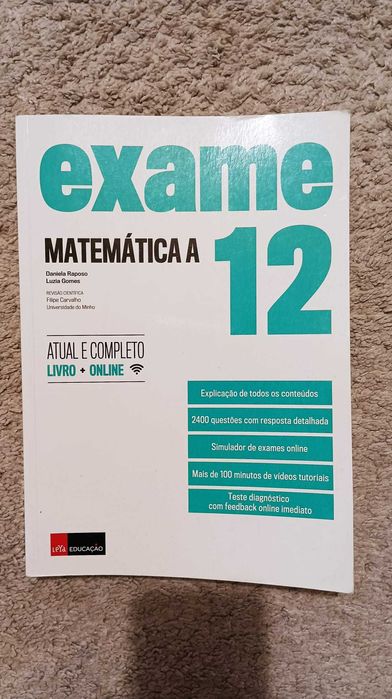 exame
MATEMÁTICA A
12
Daniela Raposo
Luzia Gomes
REVISÃO CIENTÍFICA
Filipe Carvalho
Universidade do Minho
ATUAL E COMPLETO
LIVRO + ONLINE
Explicação de todos os conteúdos
2400 questões com resposta detalhada
Simulador de exames online
Mais de 100 minutos de vídeos tutoriais
Teste diagnóstico
com feedback online imediato
LeYa EDUCAÇÃO